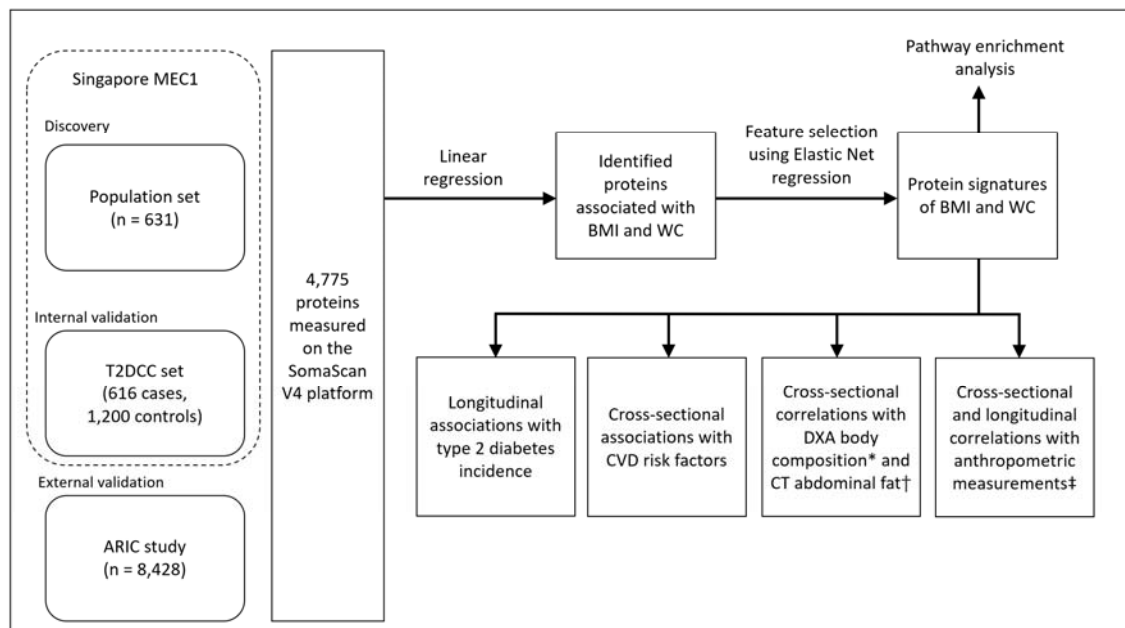 Singapore MEC1
Discovery
Population set
(n = 631)
Internal validation
T2DCC set
(616 cases,
1,200 controls)
External validation
ARIC study
(n = 8,428)
4,775
proteins
measured
on the
SomaScan
V4 platform
Linear
regression
Identified
proteins
associated with
BMI and WC
Feature selection
using Elastic Net
regression
Protein signatures
of BMI and WC
Pathway enrichment
analysis
Longitudinal
associations with
type 2 diabetes
incidence
Cross-sectional
associations with
CVD risk factors
Cross-sectional
correlations with
DXA body
composition* and
CT abdominal fat†
Cross-sectional
and longitudinal
correlations with
anthropometric
measurements‡